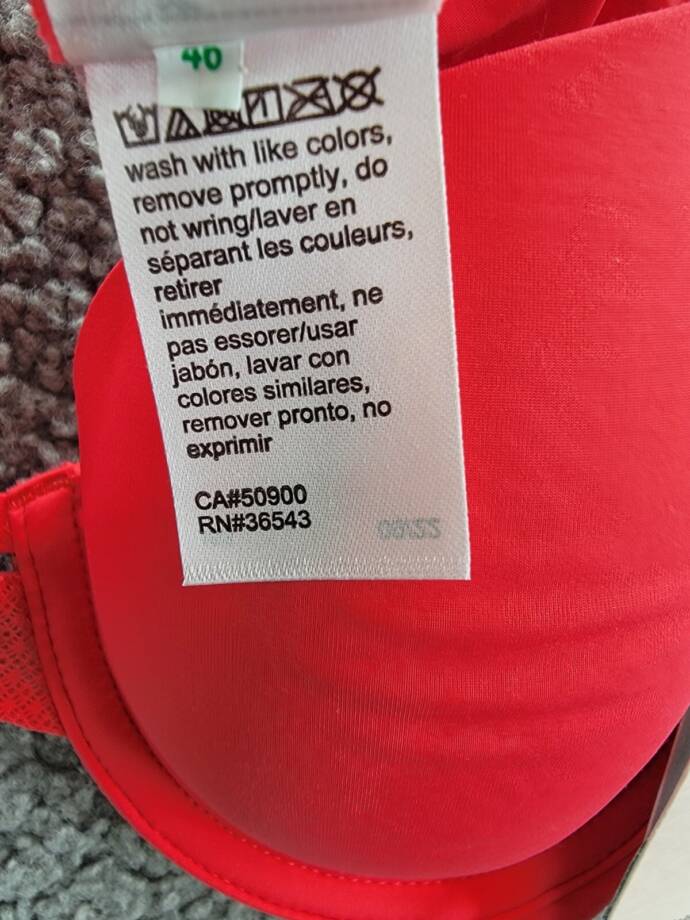 40
wash with like colors,
remove promptly, do
not wring/laver en
séparant les couleurs,
retirer
immédiatement, ne
pas essorer/usar
jabón, lavar con
colores similares,
remover pronto, no
exprimir
CA#50900
RN#36543